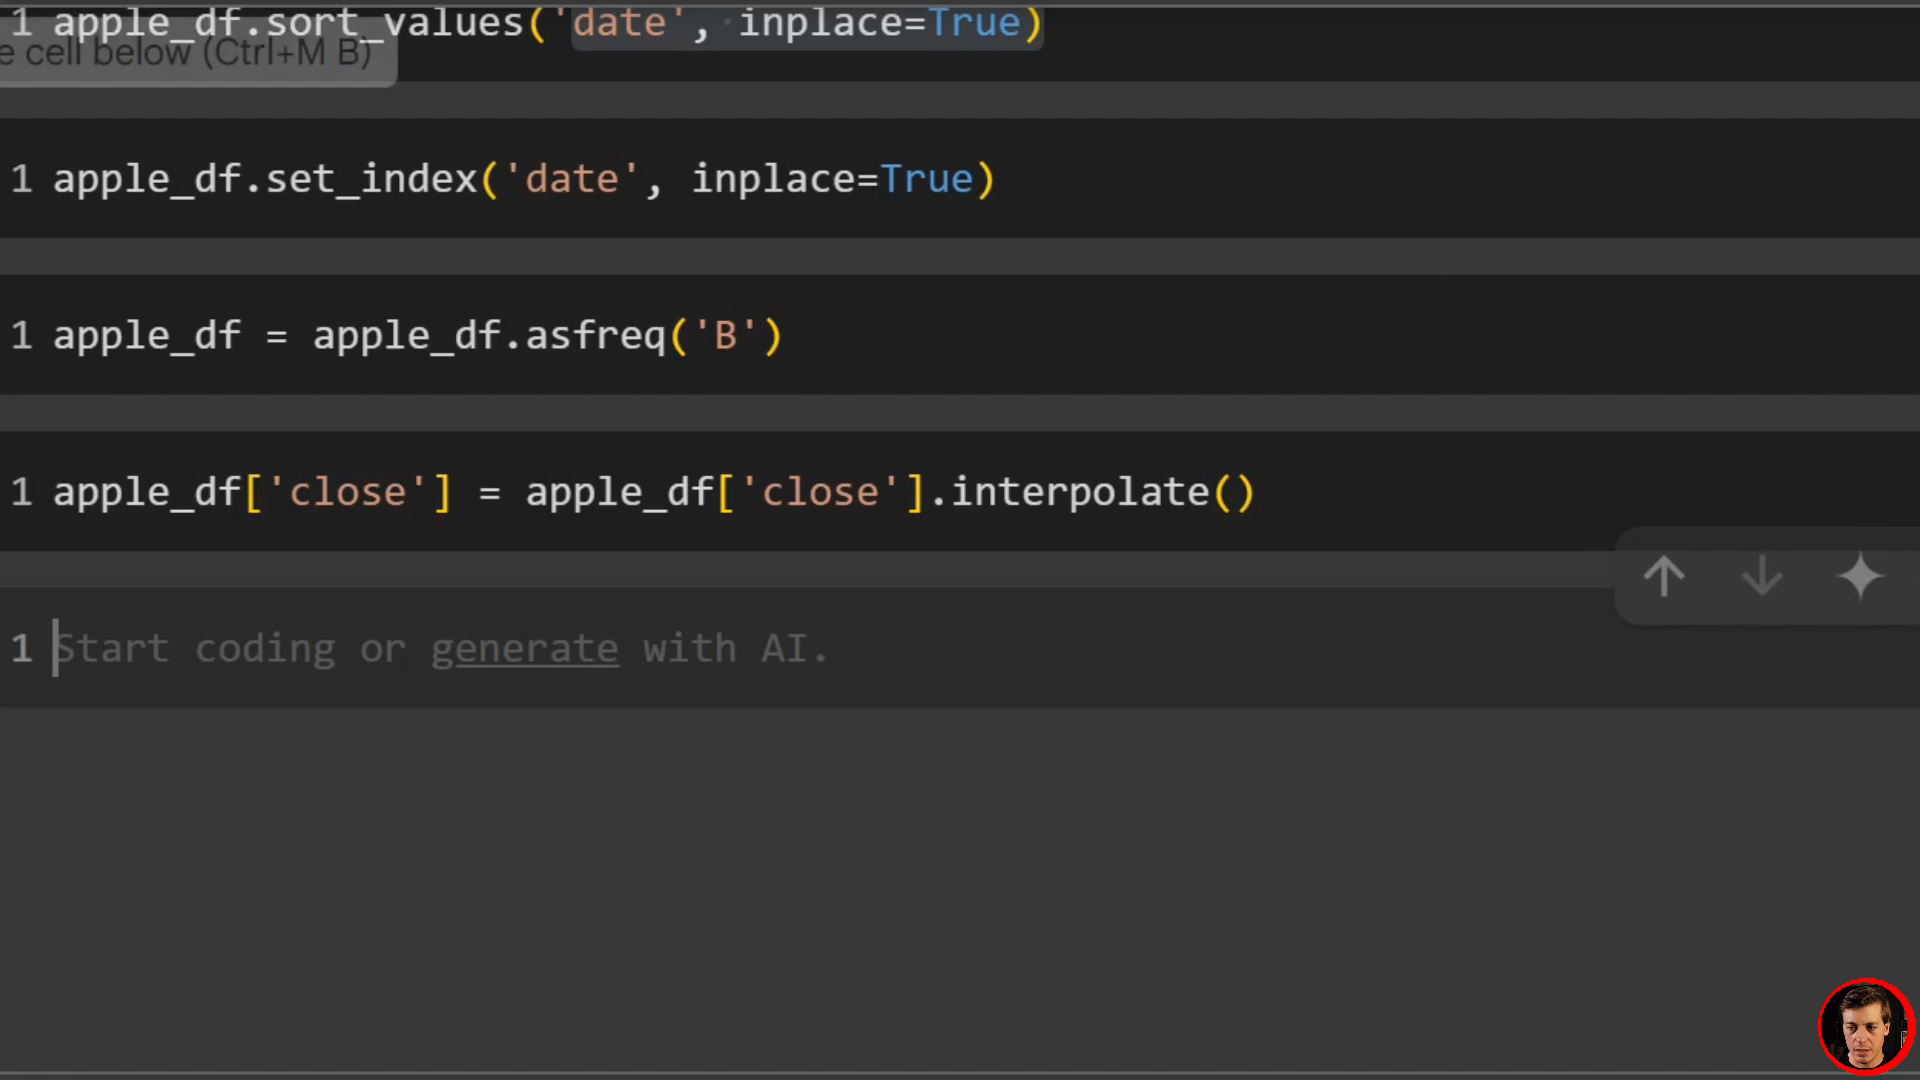 1 apple_df.sort_values('date', inplace=True)
e cell below (Ctrl+M B)
1 apple_df.set_index('date', inplace=True)
1 apple_df = apple_df.asfreq('B')
1 apple_df['close'] = apple_df['close'].interpolate()
1 Start coding or generate with AI.